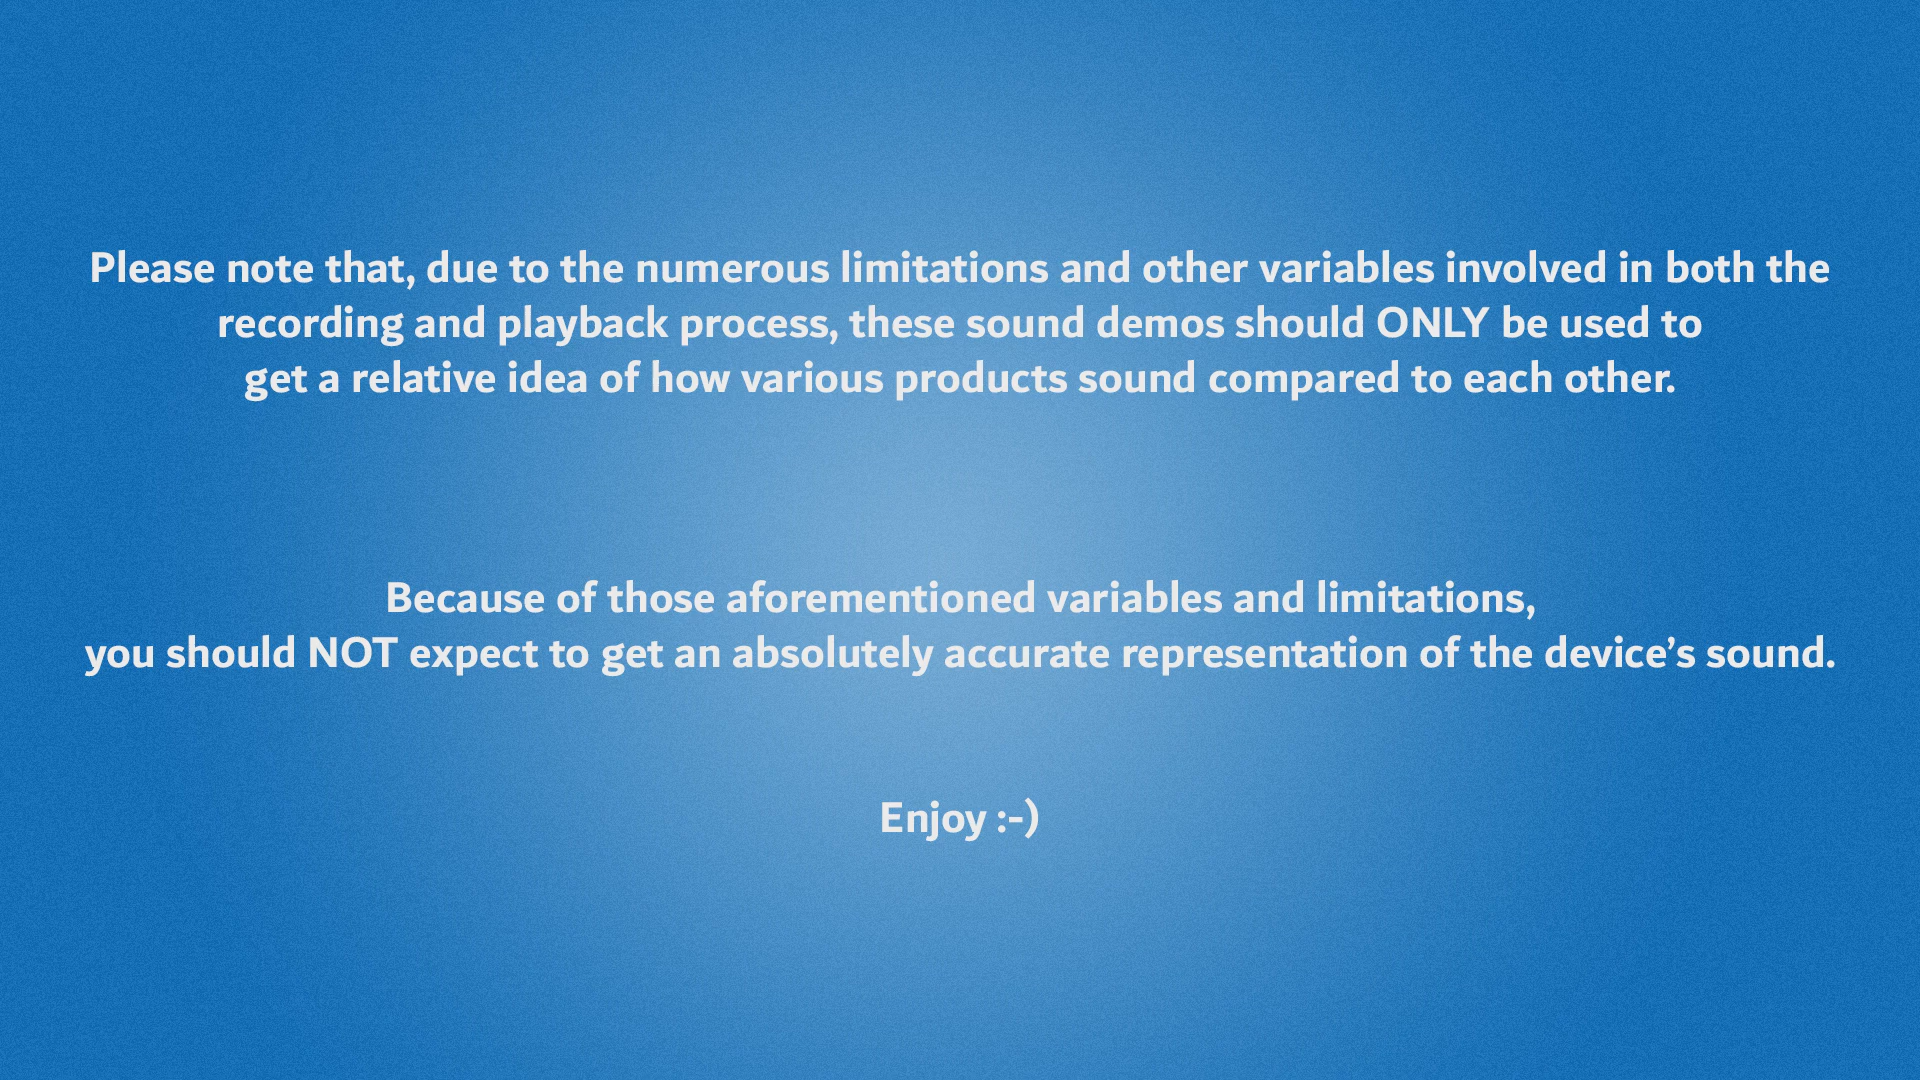 Please note that, due to the numerous limitations and other variables involved in both the
recording and playback process, these sound demos should ONLY be used to
get a relative idea of how various products sound compared to each other.
Because of those aforementioned variables and limitations,
you should NOT expect to get an absolutely accurate representation of the device’s sound.
Enjoy :-)